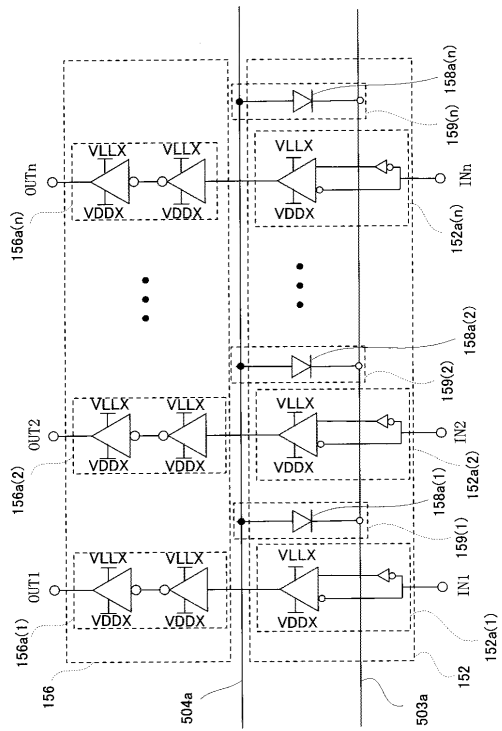 OUT1
OUT2
OUTn
156a(1)
156a(2)
156a(n)
VLLX
VDDX
VLLX
VDDX
VLLX
VDDX
VLLX
VDDX
VLLX
VDDX
VLLX
VDDX
156
504a
158a(1)
158a(2)
158a(n)
159(1)
159(2)
159(n)
VLLX
VDDX
VLLX
VDDX
VLLX
VDDX
IN1
IN2
INn
152a(1)
152a(2)
152a(n)
152
503a